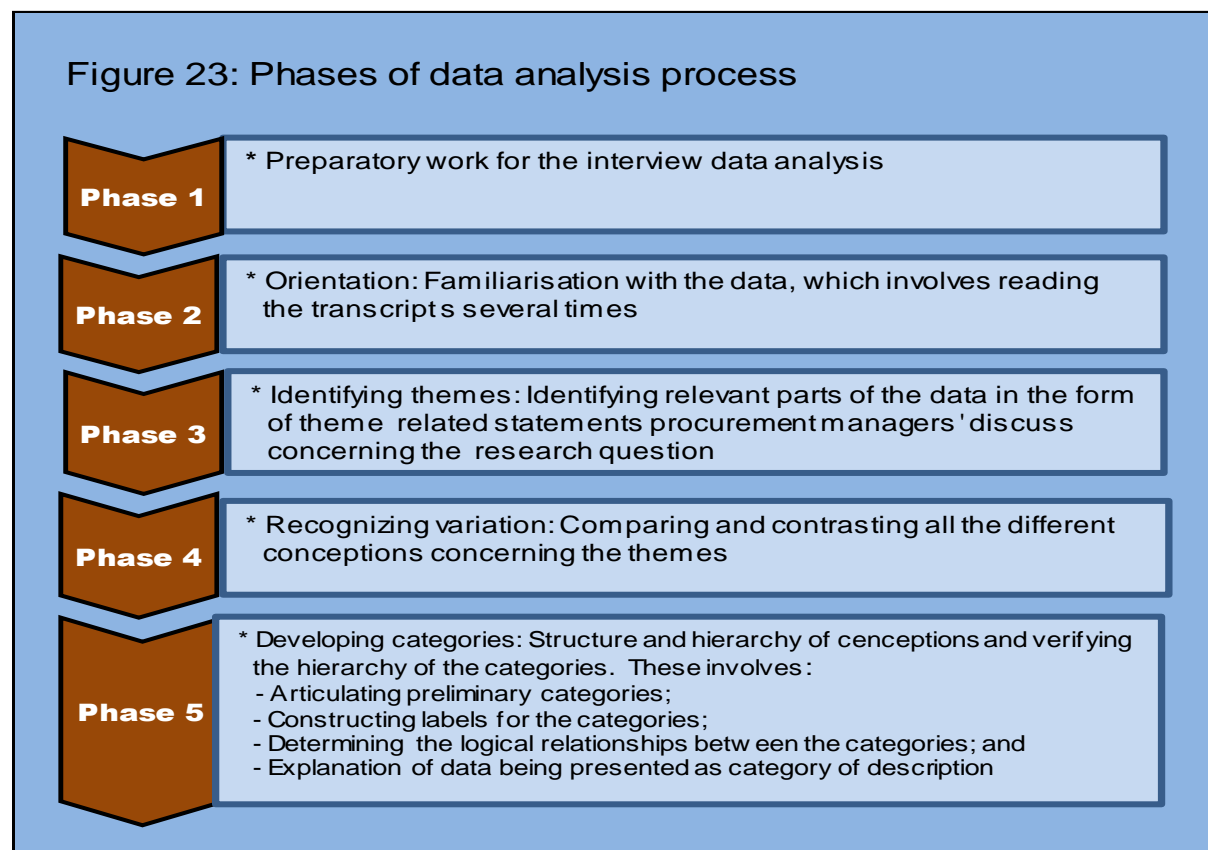 Figure 23: Phases of data analysis process
Phase 1
* Preparatory work for the interview data analysis
Phase 2
* Orientation: Familiarisation with the data, which involves reading
the transcripts several times
Phase 3
* Identifying themes: Identifying relevant parts of the data in the form
of theme related statements procurement managers' discuss
concerning the research question
Phase 4
* Recognizing variation: Comparing and contrasting all the different
conceptions concerning the themes
Phase 5
* Developing categories: Structure and hierarchy of cenceptions and verifying
the hierarchy of the categories. These involves:
- Articulating preliminary categories;
- Constructing labels for the categories;
- Determining the logical relationships between the categories; and
- Explanation of data being presented as category of description